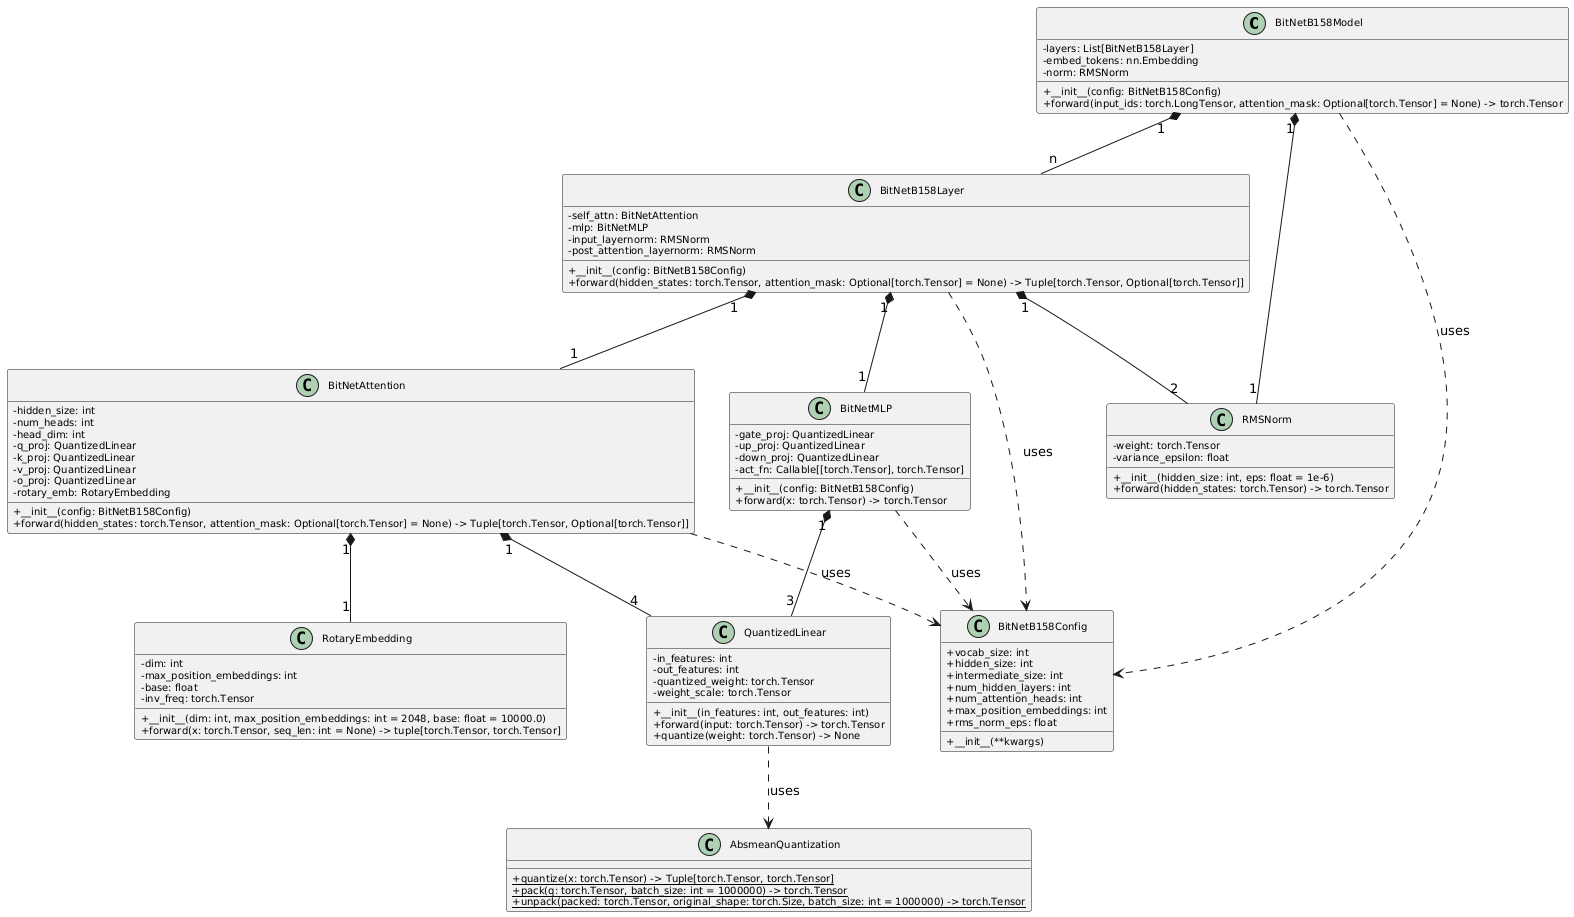 C BitNetB158Model
-layers: List[BitNetB158Layer]
-embed_tokens: nn.Embedding
-norm: RMSNorm
+__init__(config: BitNetB158Config)
+forward(input_ids: torch.LongTensor, attention_mask: Optional[torch.Tensor] = None) -> torch.Tensor
1
1
n
C BitNetB158Layer
-self_attn: BitNetAttention
-mlp: BitNetMLP
-input_layernorm: RMSNorm
-post_attention_layernorm: RMSNorm
+__init__(config: BitNetB158Config)
+forward(hidden_states: torch.Tensor, attention_mask: Optional[torch.Tensor] = None) -> Tuple[torch.Tensor, Optional[torch.Tensor]]
1
1
1
uses
1
1
2
1
C BitNetAttention
-hidden_size: int
-num_heads: int
-head_dim: int
-q_proj: QuantizedLinear
-k_proj: QuantizedLinear
-v_proj: QuantizedLinear
-o_proj: QuantizedLinear
-rotary_emb: RotaryEmbedding
+__init__(config: BitNetB158Config)
+forward(hidden_states: torch.Tensor, attention_mask: Optional[torch.Tensor] = None) -> Tuple[torch.Tensor, Optional[torch.Tensor]]
C BitNetMLP
-gate_proj: QuantizedLinear
-up_proj: QuantizedLinear
-down_proj: QuantizedLinear
-act_fn: Callable[[torch.Tensor], torch.Tensor]
+__init__(config: BitNetB158Config)
+forward(x: torch.Tensor) -> torch.Tensor
uses
C RMSNorm
-weight: torch.Tensor
-variance_epsilon: float
+__init__(hidden_size: int, eps: float = 1e-6)
+forward(hidden_states: torch.Tensor) -> torch.Tensor
1
1
1
uses
uses
1
4
3
C RotaryEmbedding
-dim: int
-max_position_embeddings: int
-base: float
-inv_freq: torch.Tensor
+__init__(dim: int, max_position_embeddings: int = 2048, base: float = 10000.0)
+forward(x: torch.Tensor, seq_len: int = None) -> tuple[torch.Tensor, torch.Tensor]
C QuantizedLinear
-in_features: int
-out_features: int
-quantized_weight: torch.Tensor
-weight_scale: torch.Tensor
+__init__(in_features: int, out_features: int)
+forward(input: torch.Tensor) -> torch.Tensor
+quantize(weight: torch.Tensor) -> None
C BitNetB158Config
+vocab_size: int
+hidden_size: int
+intermediate_size: int
+num_hidden_layers: int
+num_attention_heads: int
+max_position_embeddings: int
+rms_norm_eps: float
+__init__(**kwargs)
uses
C AbsmeanQuantization
+quantize(x: torch.Tensor) -> Tuple[torch.Tensor, torch.Tensor]
+pack(q: torch.Tensor, batch_size: int = 1000000) -> torch.Tensor
+unpack(packed: torch.Tensor, original_shape: torch.Size, batch_size: int = 1000000) -> torch.Tensor